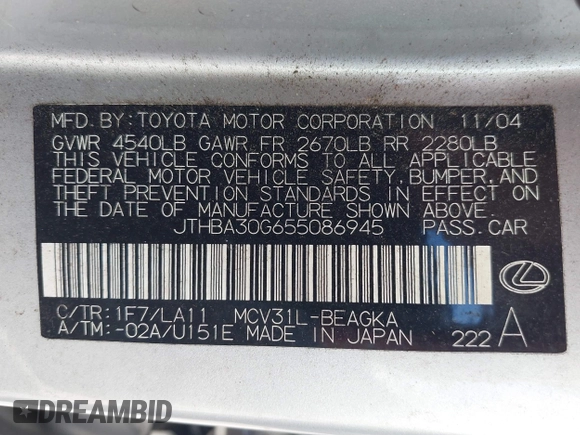 MFD.BY:TOYOTA MOTOR CORPORATION 11/04
GVWR 4540LB GAWR FR 2670LB RR 2280LB
THIS VEHICLE CONFORMS TO ALL APPLICABLE
FEDERAL MOTOR VEHICLE SAFETY, BUMPER, AND
THEFT PREVENTION STANDARDS IN EFFECT ON
THE DATE OF MANUFACTURE SHOWN ABOVE.
JTHBA30G655086945 PASS.CAR
C/TR:1F7/LA11 MCV31L-BEAGKA
A/TM:-02A/U151E MADE IN JAPAN 222 A
DREAMBID